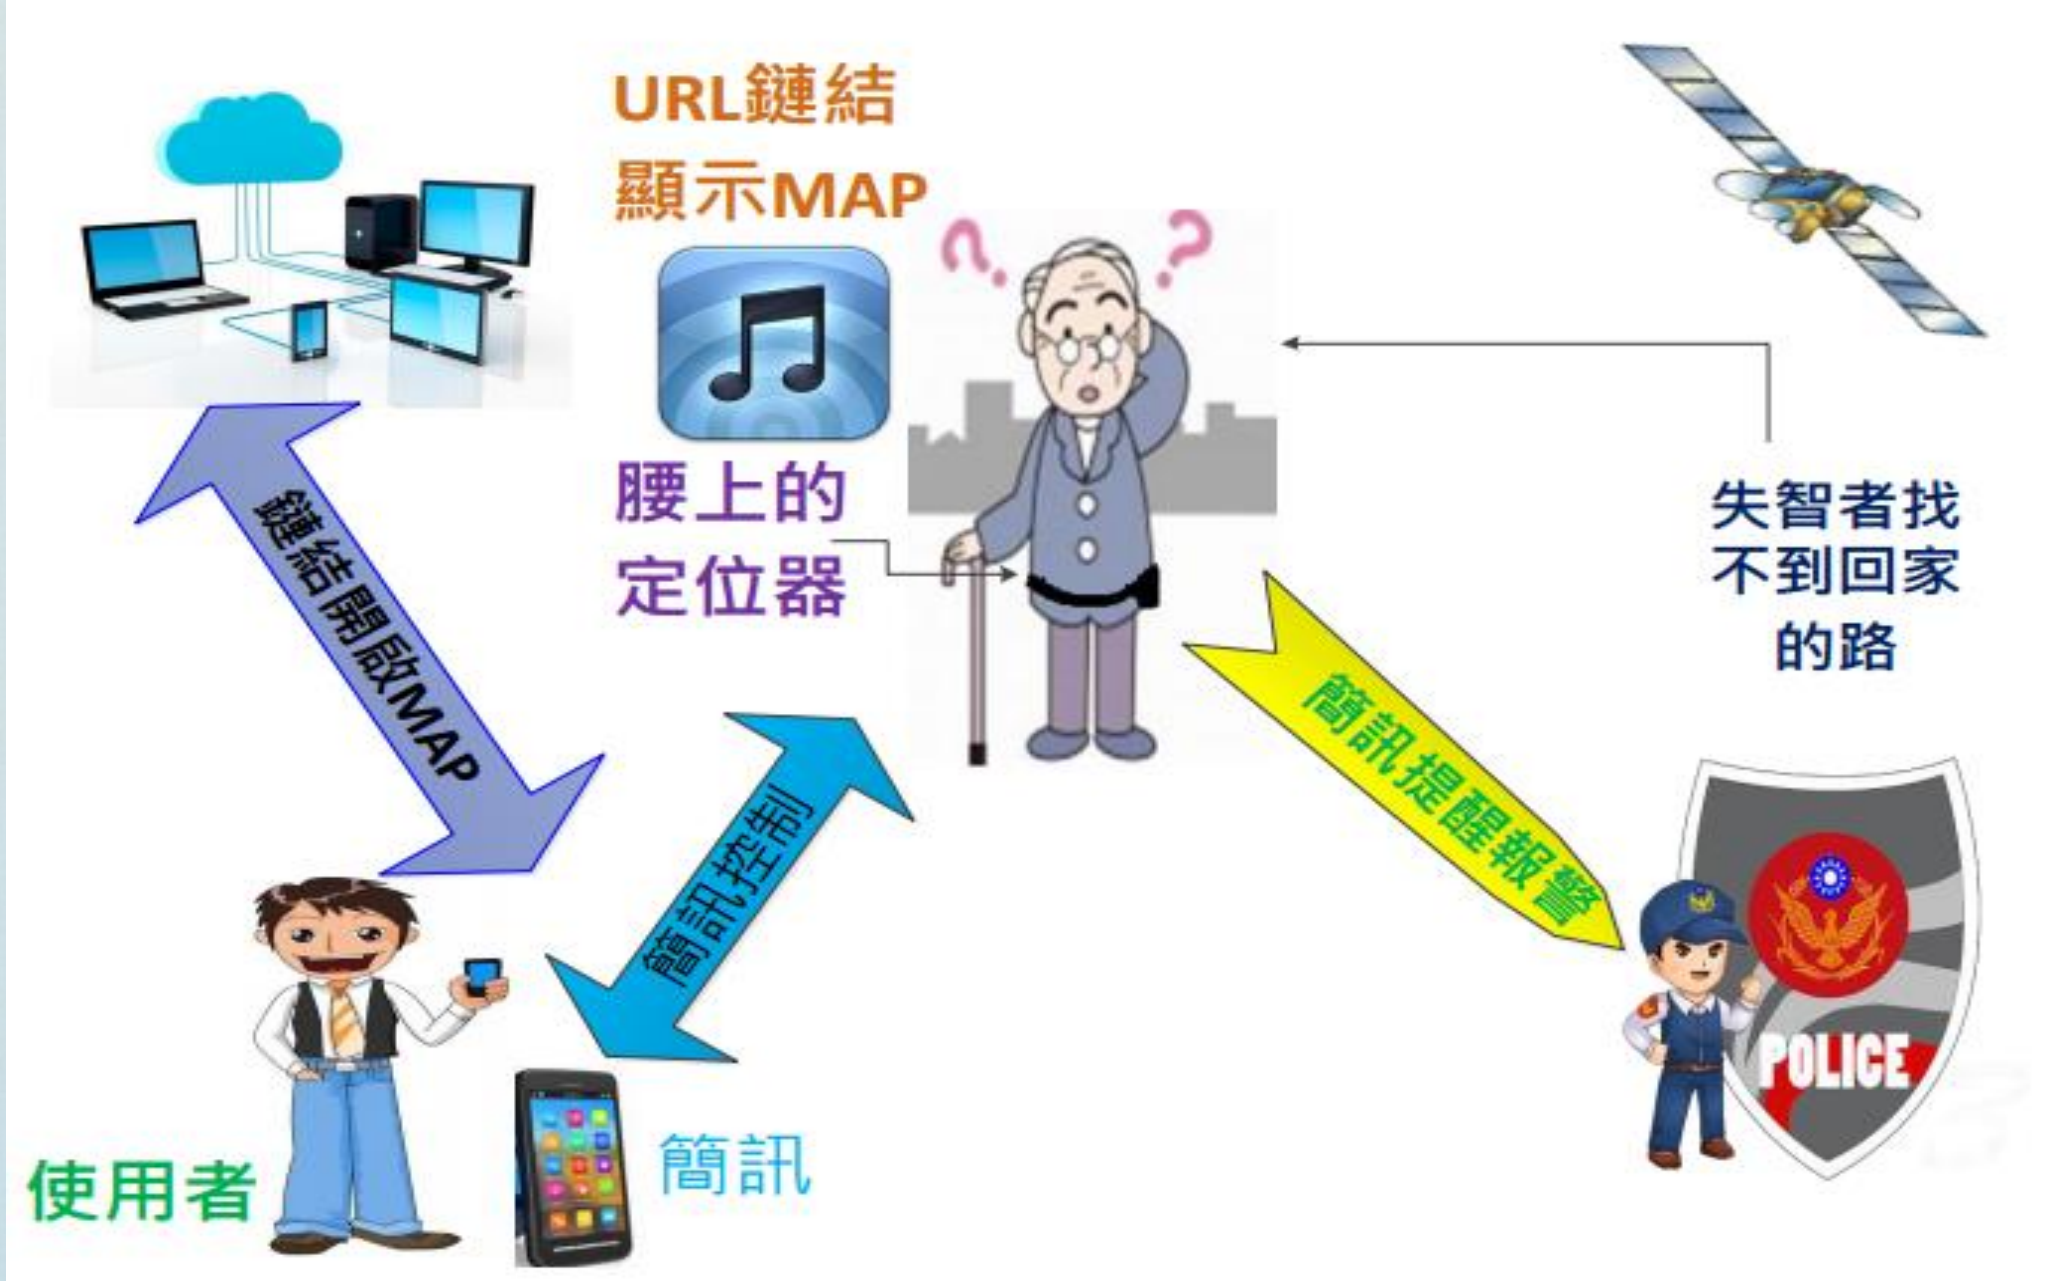 URL鏈結
顯示MAP
腰上的
定位器
失智者找
不到回家
的路
鏈結開啟MAP
簡訊控制
簡訊提醒報警
POLICE
使用者
簡訊